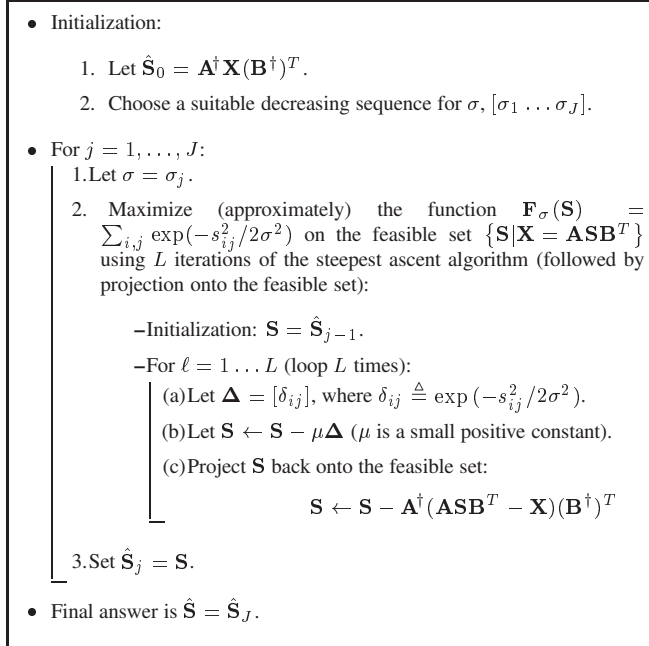 • Initialization:
1. Let Ŝ₀ = A†X(B†)ᵀ.
2. Choose a suitable decreasing sequence for σ, [σ₁ … σ_J].
• For j = 1, …, J:
1.Let σ = σⱼ.
2. Maximize (approximately) the function F_σ(S) =
∑_{i,j} exp(−s²_{ij}/2σ²) on the feasible set {S|X = ASBᵀ}
using L iterations of the steepest ascent algorithm (followed by
projection onto the feasible set):
–Initialization: S = Ŝ_{j−1}.
–For ℓ = 1 … L (loop L times):
(a)Let Δ = [δ_{ij}], where δ_{ij} ≜ exp (−s²_{ij}/2σ²).
(b)Let S ← S − μΔ (μ is a small positive constant).
(c)Project S back onto the feasible set:
S ← S − A†(ASBᵀ − X)(B†)ᵀ
3.Set Ŝⱼ = S.
• Final answer is Ŝ = Ŝ_J.